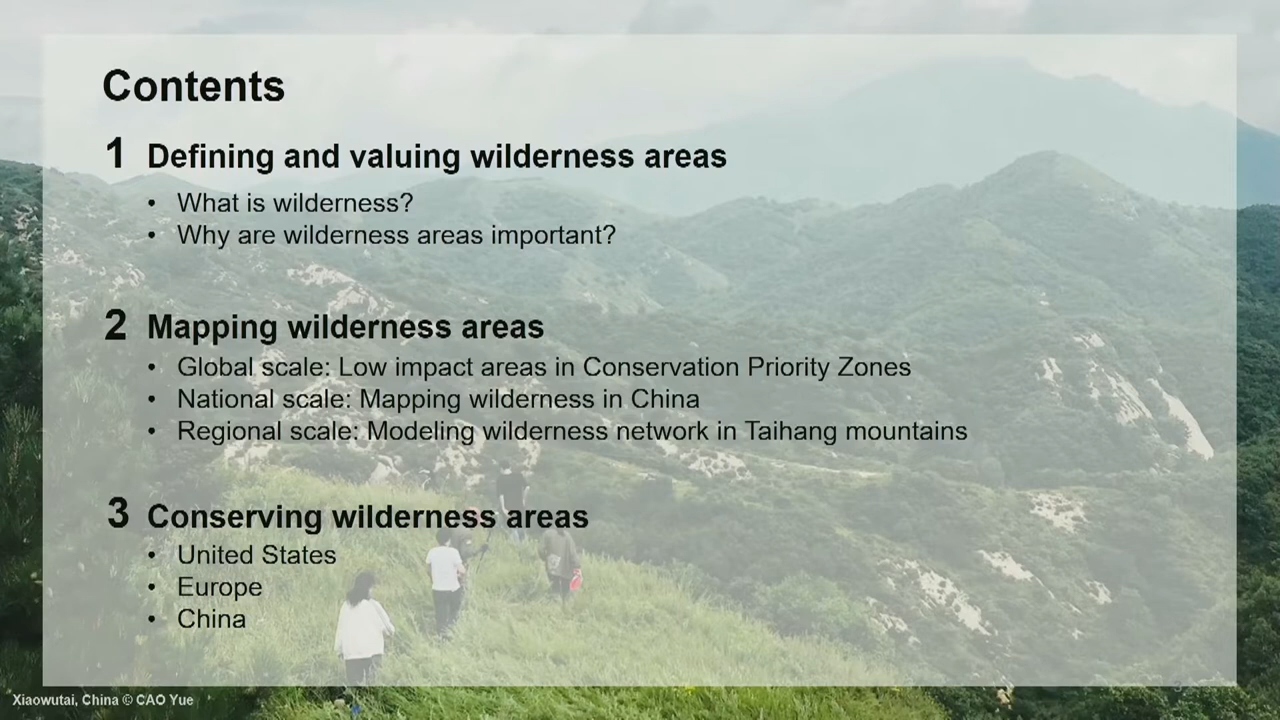 Contents
1 Defining and valuing wilderness areas
• What is wilderness?
• Why are wilderness areas important?
2 Mapping wilderness areas
• Global scale: Low impact areas in Conservation Priority Zones
• National scale: Mapping wilderness in China
• Regional scale: Modeling wilderness network in Taihang mountains
3 Conserving wilderness areas
• United States
• Europe
• China
Xiaowutai, China © CAO Yue